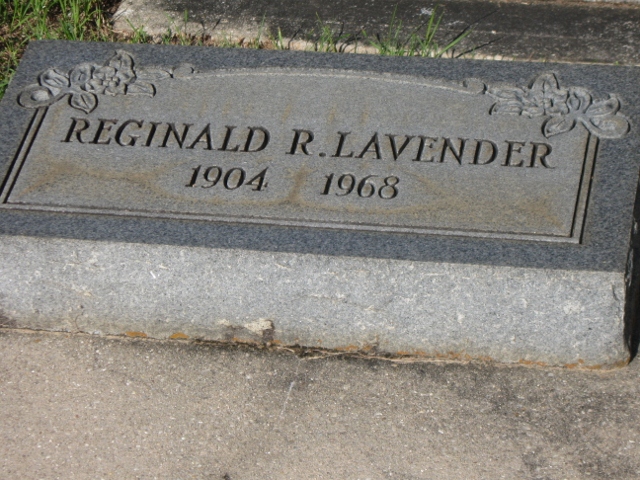 REGINALD R. LAVENDER
1904 1968